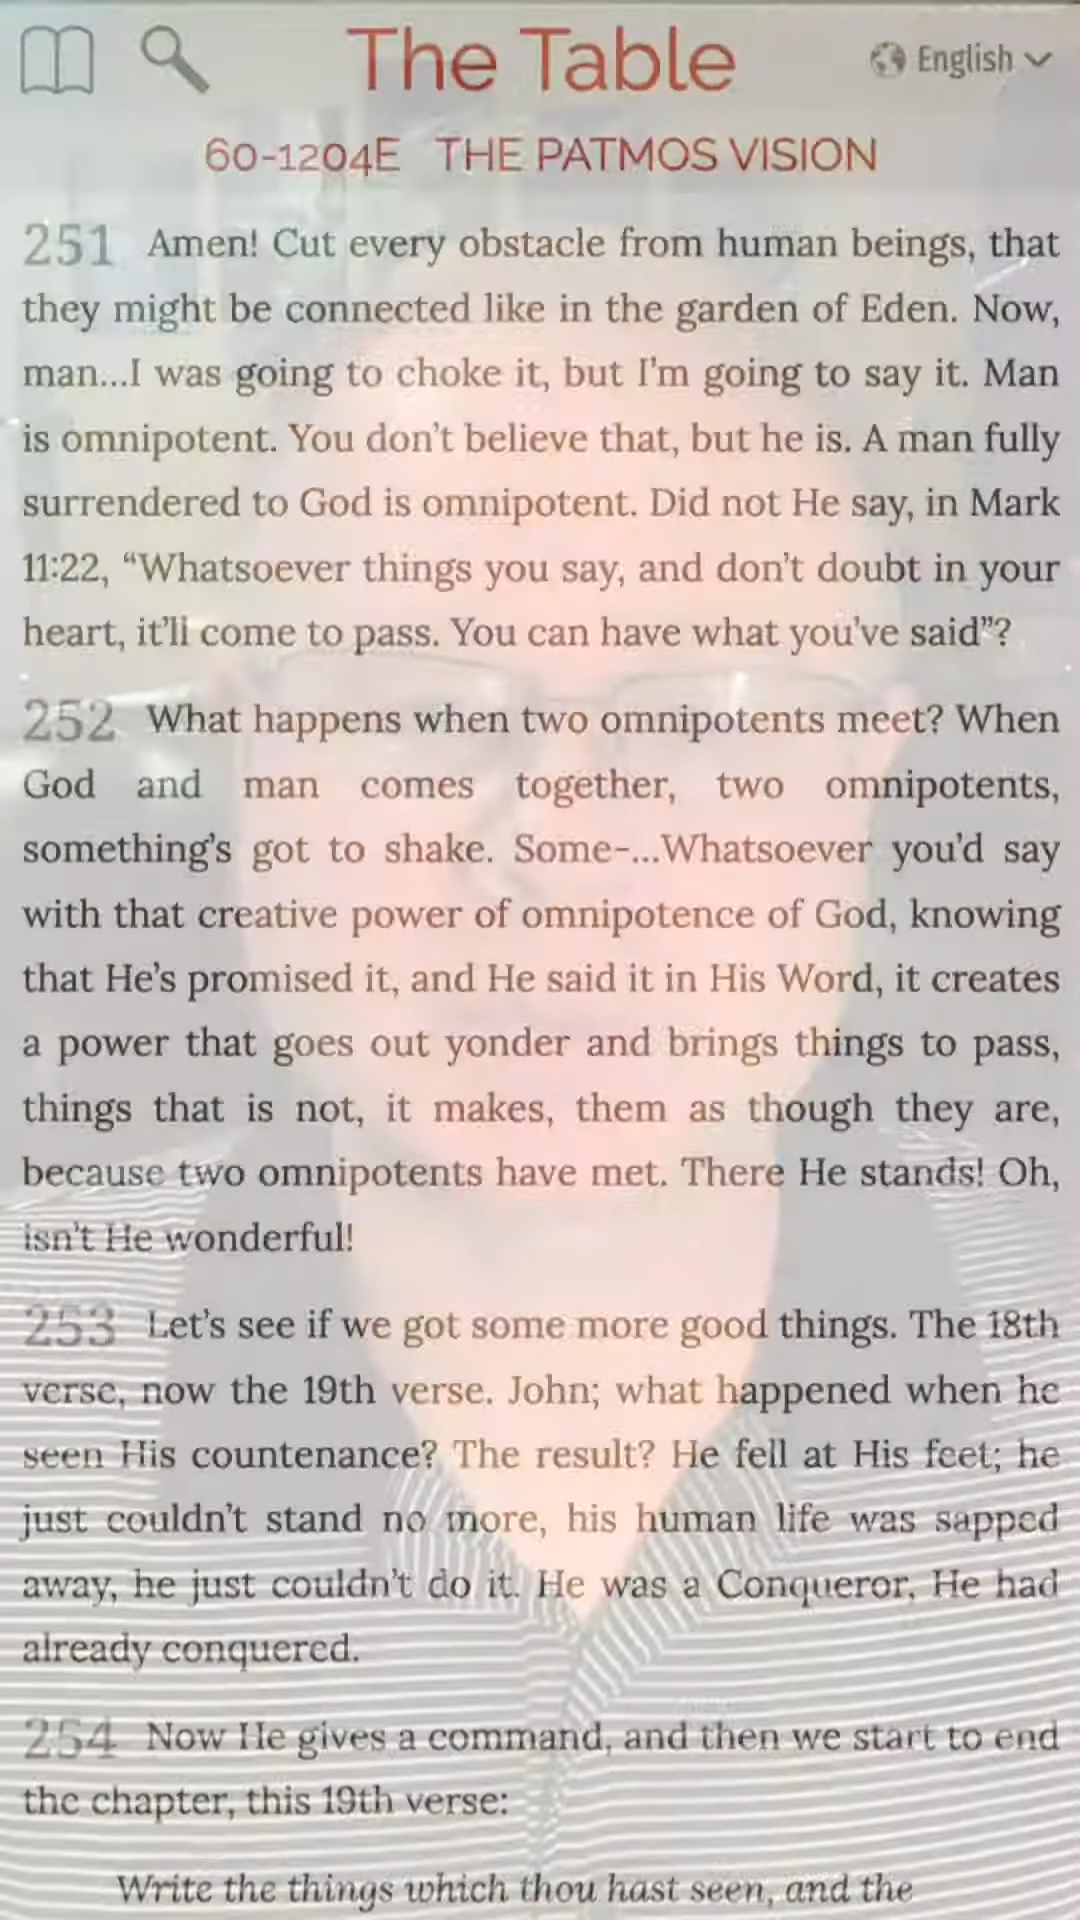 The Table
English
60-1204E THE PATMOS VISION
251 Amen! Cut every obstacle from human beings, that
they might be connected like in the garden of Eden. Now,
man...I was going to choke it, but I'm going to say it. Man
is omnipotent. You don't believe that, but he is. A man fully
surrendered to God is omnipotent. Did not He say, in Mark
11:22, “Whatsoever things you say, and don't doubt in your
heart, it'll come to pass. You can have what you've said”?
252 What happens when two omnipotents meet? When
God and man comes together, two omnipotents,
something's got to shake. Some-...Whatsoever you'd say
with that creative power of omnipotence of God, knowing
that He's promised it, and He said it in His Word, it creates
a power that goes out yonder and brings things to pass,
things that is not, it makes, them as though they are,
because two omnipotents have met. There He stands! Oh,
isn't He wonderful!
253 Let's see if we got some more good things. The 18th
verse, now the 19th verse. John; what happened when he
seen His countenance? The result? He fell at His feet; he
just couldn't stand no more, his human life was sapped
away, he just couldn't do it. He was a Conqueror, He had
already conquered.
254 Now He gives a command, and then we start to end
the chapter, this 19th verse:
Write the things which thou hast seen, and the